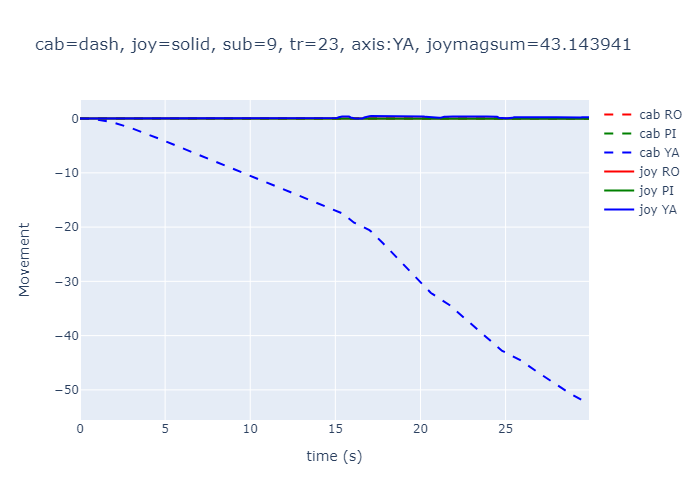 cab=dash, joy=solid, sub=9, tr=23, axis:YA, joymagsum=43.143941
cab RO
cab PI
cab YA
joy RO
joy PI
joy YA
Movement
0
−10
−20
−30
−40
−50
0
5
10
15
20
25
time (s)